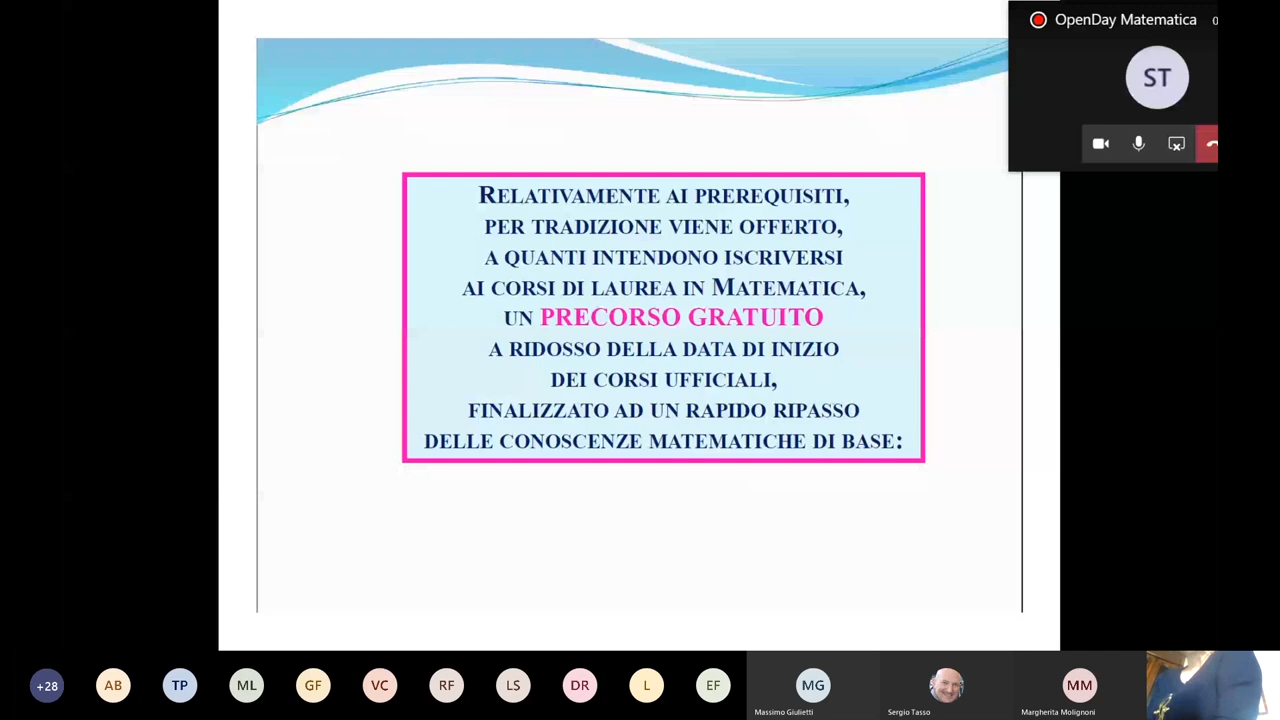 OpenDay Matematica
ST
RELATIVAMENTE AI PREREQUISITI,
PER TRADIZIONE VIENE OFFERTO,
A QUANTI INTENDONO ISCRIVERSI
AI CORSI DI LAUREA IN MATEMATICA,
UN PRECORSO GRATUITO
A RIDOSSO DELLA DATA DI INIZIO
DEI CORSI UFFICIALI,
FINALIZZATO AD UN RAPIDO RIPASSO
DELLE CONOSCENZE MATEMATICHE DI BASE:
+28 AB TP ML GF VC RF LS DR L EF MG MM
Massimo Giulietti Sergio Tasso Margherita Molignoni